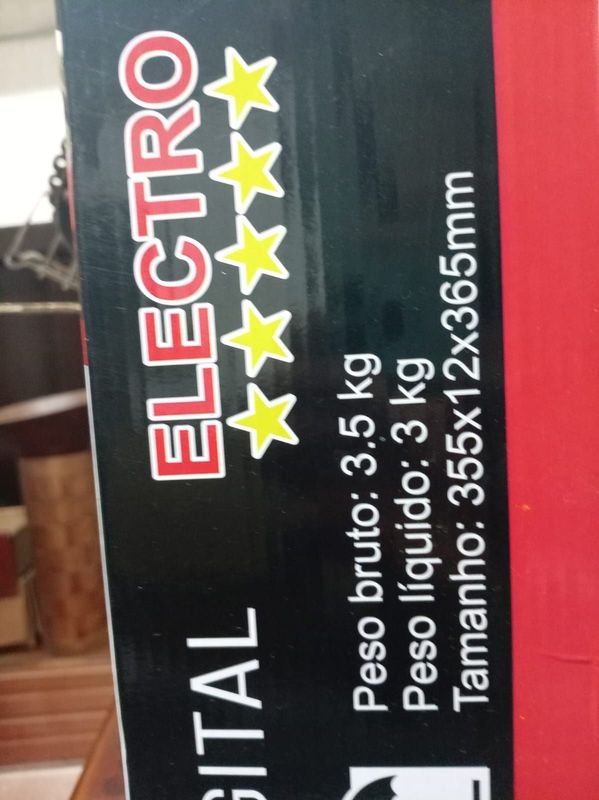 ELECTRO
GITAL
Peso bruto: 3.5 kg
Peso líquido: 3 kg
Tamanho: 355x12x365mm